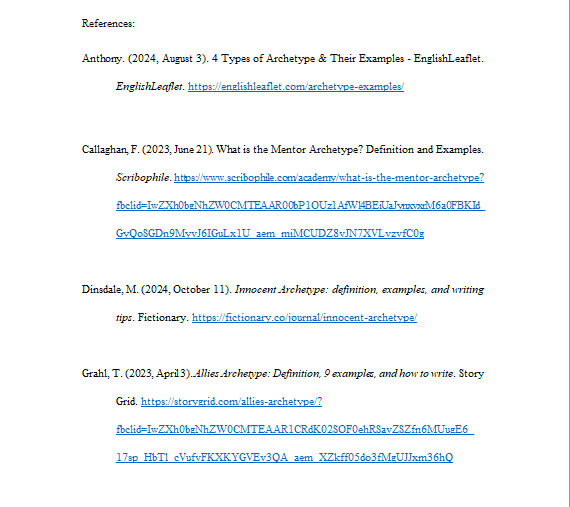 References:
Anthony. (2024, August 3). 4 Types of Archetype & Their Examples - EnglishLeaflet.
EnglishLeaflet. https://englishleaflet.com/archetype-examples/
Callaghan, F. (2023, June 21). What is the Mentor Archetype? Definition and Examples.
Scribophile. https://www.scribophile.com/academy/what-is-the-mentor-archetype?
Dinsdale, M. (2024, October 11). Innocent Archetype: definition, examples, and writing
tips. Fictionary. https://fictionary.co/journal/innocent-archetype/
Grahl, T. (2023, April3).Allies Archetype: Definition, 9 examples, and how to write. Story
Grid. https://storygrid.com/allies-archetype/?